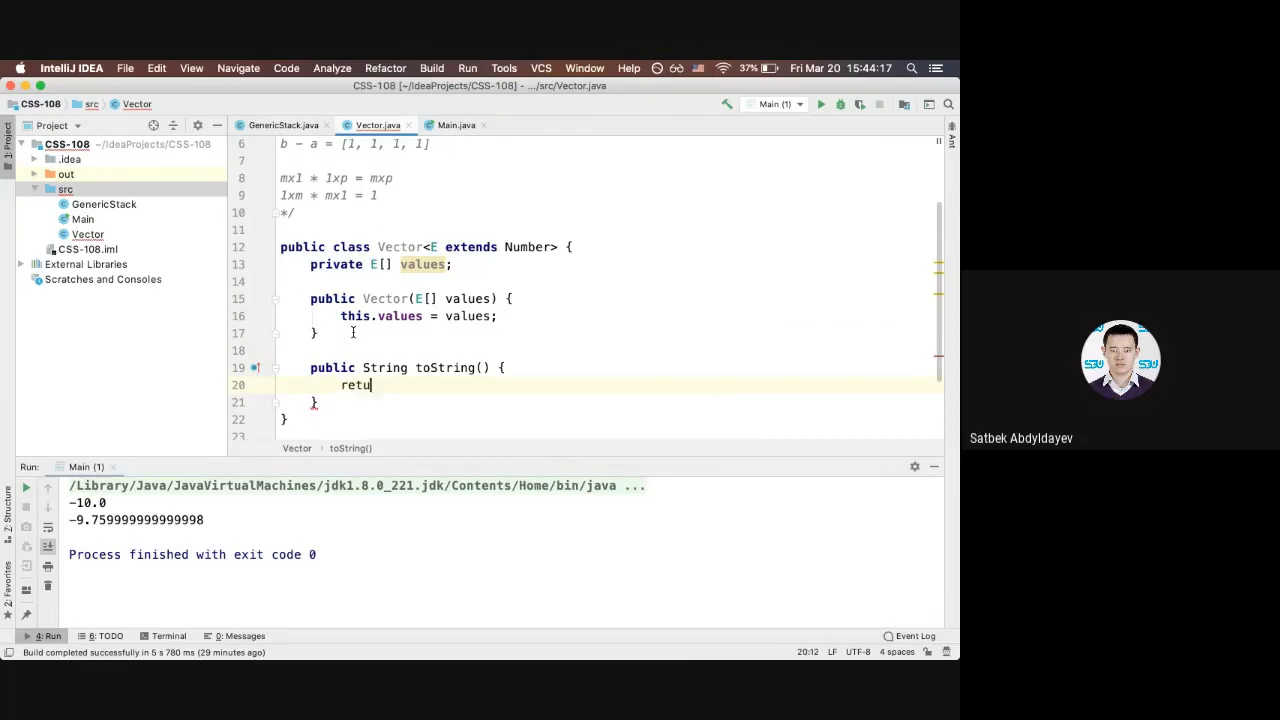 IntelliJ IDEA File Edit View Navigate Code Analyze Refactor Build Run Tools VCS Window Help 37% Fri Mar 20 15:44:17
CSS-108 [~/IdeaProjects/CSS-108] - .../src/Vector.java
CSS-108 src Vector Main (1)
1: Project
Project
GenericStack.java Vector.java Main.java
Ant
CSS-108 ~/IdeaProjects/CSS-108
.idea
out
src
GenericStack
Main
Vector
CSS-108.iml
External Libraries
Scratches and Consoles
6 b - a = [1, 1, 1, 1]
7
8 mx1 * 1xp = mxp
9 1xm * mx1 = 1
10 */
11
12 public class Vector<E extends Number> {
13 private E[] values;
14
15 public Vector(E[] values) {
16 this.values = values;
17 }
18
19 public String toString() {
20 retu
21 }
22 }
23
Vector › toString()
Run: Main (1)
/Library/Java/JavaVirtualMachines/jdk1.8.0_221.jdk/Contents/Home/bin/java ...
-10.0
-9.759999999999998
Process finished with exit code 0
7: Structure
2: Favorites
4: Run 6: TODO Terminal 0: Messages Event Log
Build completed successfully in 5 s 780 ms (29 minutes ago) 20:12 LF UTF-8 4 spaces
Satbek Abdyldayev